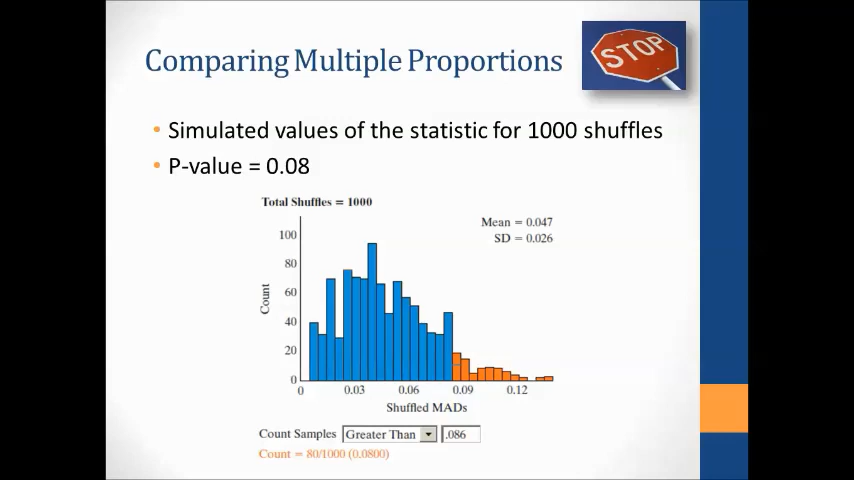 Comparing Multiple Proportions
STOP
• Simulated values of the statistic for 1000 shuffles
• P-value = 0.08
Total Shuffles = 1000
Mean = 0.047
SD = 0.026
100
80
60
40
20
0
Count
0 0.03 0.06 0.09 0.12
Shuffled MADs
Count Samples Greater Than .086
Count = 80/1000 (0.0800)